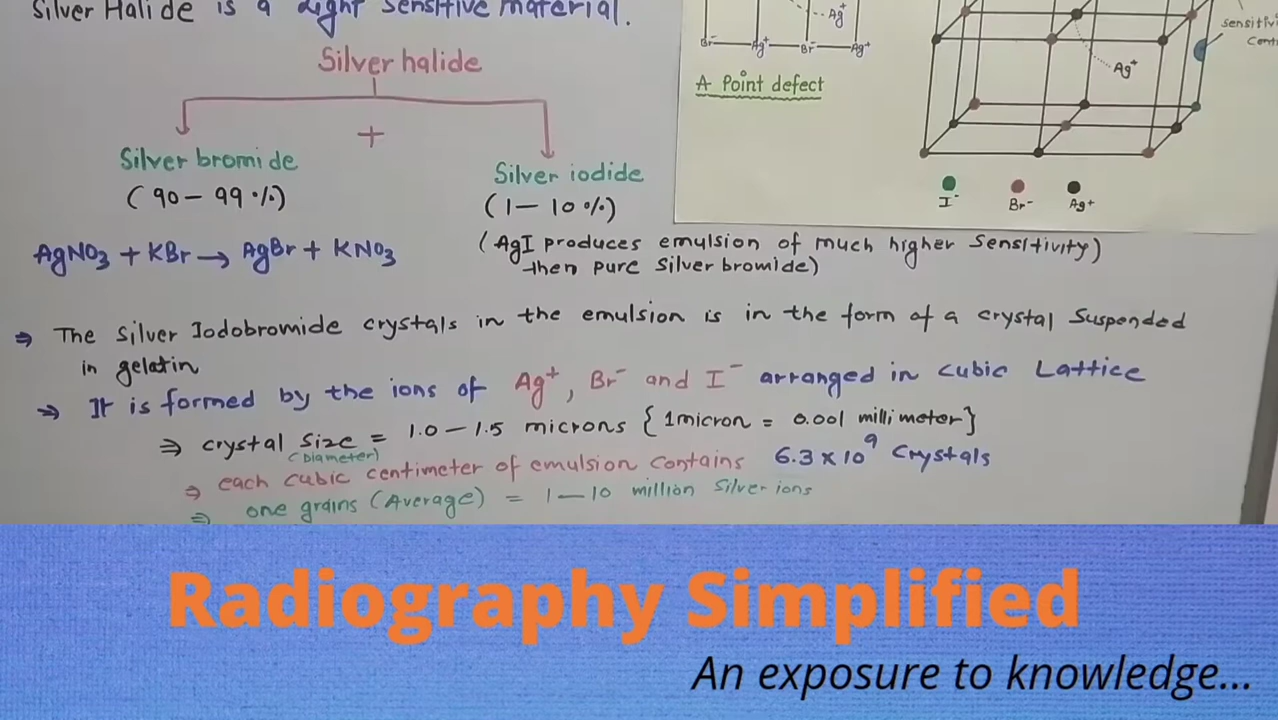 Silver Halide is a Light Sensitive material.
Silver halide
+
Silver bromide
(90 – 99 %)
Silver iodide
(1 – 10 %)
AgNO3 + KBr → AgBr + KNO3
(AgI produces emulsion of much higher Sensitivity)
then pure Silver bromide)
⇒ The Silver Iodobromide crystals in the emulsion is in the form of a crystal Suspended
in gelatin
⇒ It is formed by the ions of Ag⁺, Br⁻ and I⁻ arranged in cubic Lattice
⇒ crystal Size = 1.0 – 1.5 microns {1micron = 0.001 millimeter}
(Diameter)
⇒ each cubic centimeter of emulsion contains 6.3 × 10⁹ Crystals
⇒ one grains (Average) = 1 – 10 million Silver ions
⇒
Ag⁺
Br⁻ Ag⁺ Br⁻ Ag⁺
A Point defect
Ag⁺
I⁻ Br⁻ Ag⁺
Radiography Simplified
An exposure to knowledge...